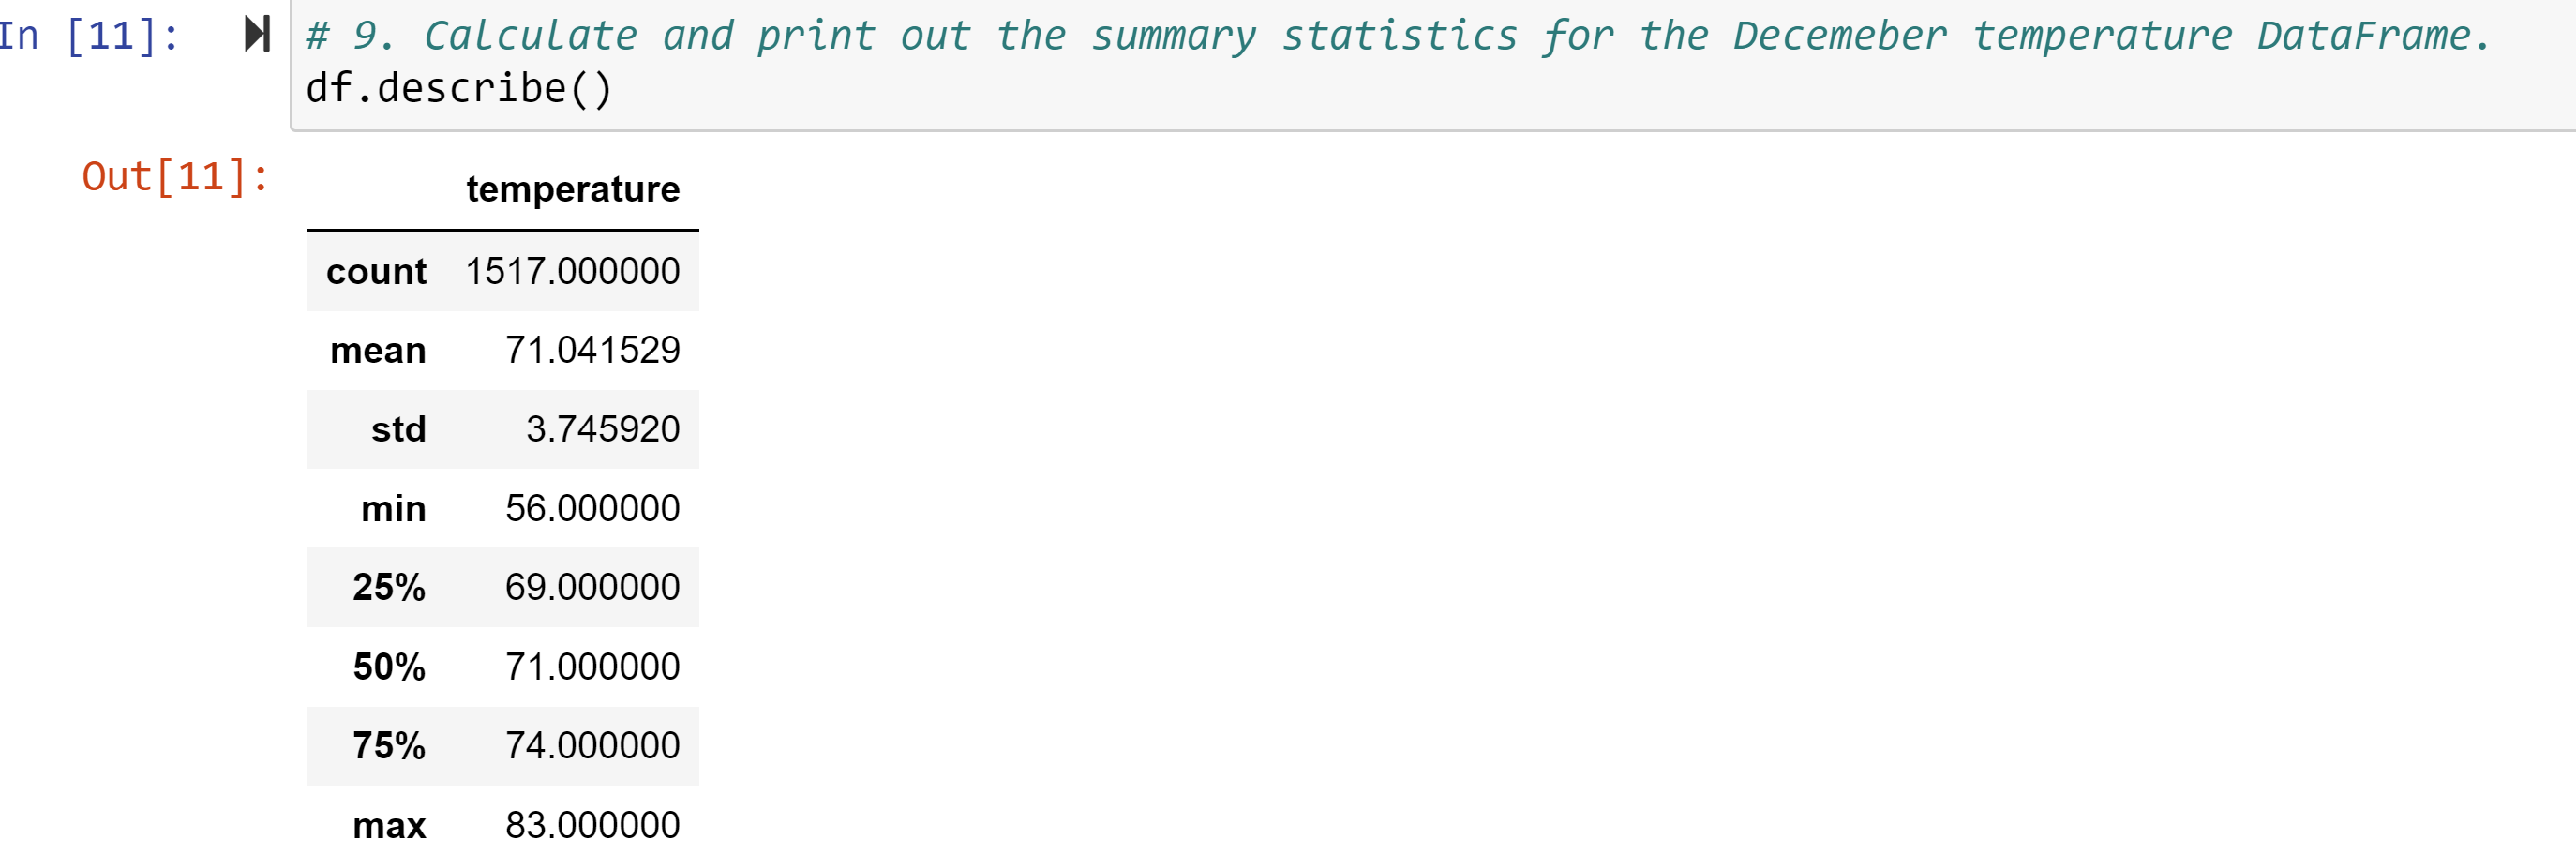 In [11]:
# 9. Calculate and print out the summary statistics for the Decemeber temperature DataFrame.
df.describe()
Out[11]:
temperature
count 1517.000000
mean 71.041529
std 3.745920
min 56.000000
25% 69.000000
50% 71.000000
75% 74.000000
max 83.000000